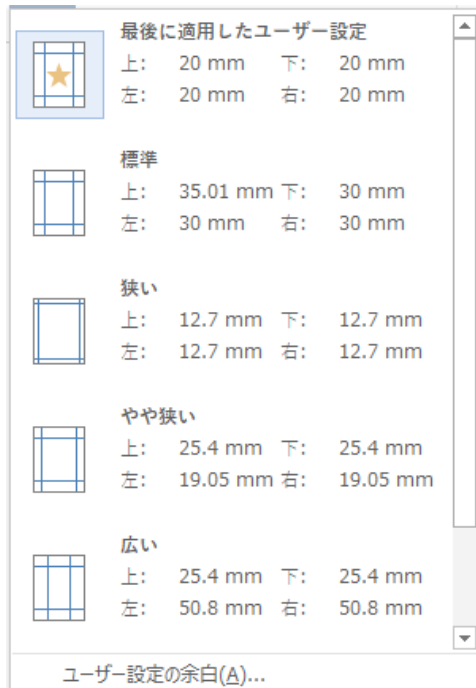 最後に適用したユーザー設定
上: 20 mm 下: 20 mm
左: 20 mm 右: 20 mm
標準
上: 35.01 mm 下: 30 mm
左: 30 mm 右: 30 mm
狭い
上: 12.7 mm 下: 12.7 mm
左: 12.7 mm 右: 12.7 mm
やや狭い
上: 25.4 mm 下: 25.4 mm
左: 19.05 mm 右: 19.05 mm
広い
上: 25.4 mm 下: 25.4 mm
左: 50.8 mm 右: 50.8 mm
ユーザー設定の余白(A)...